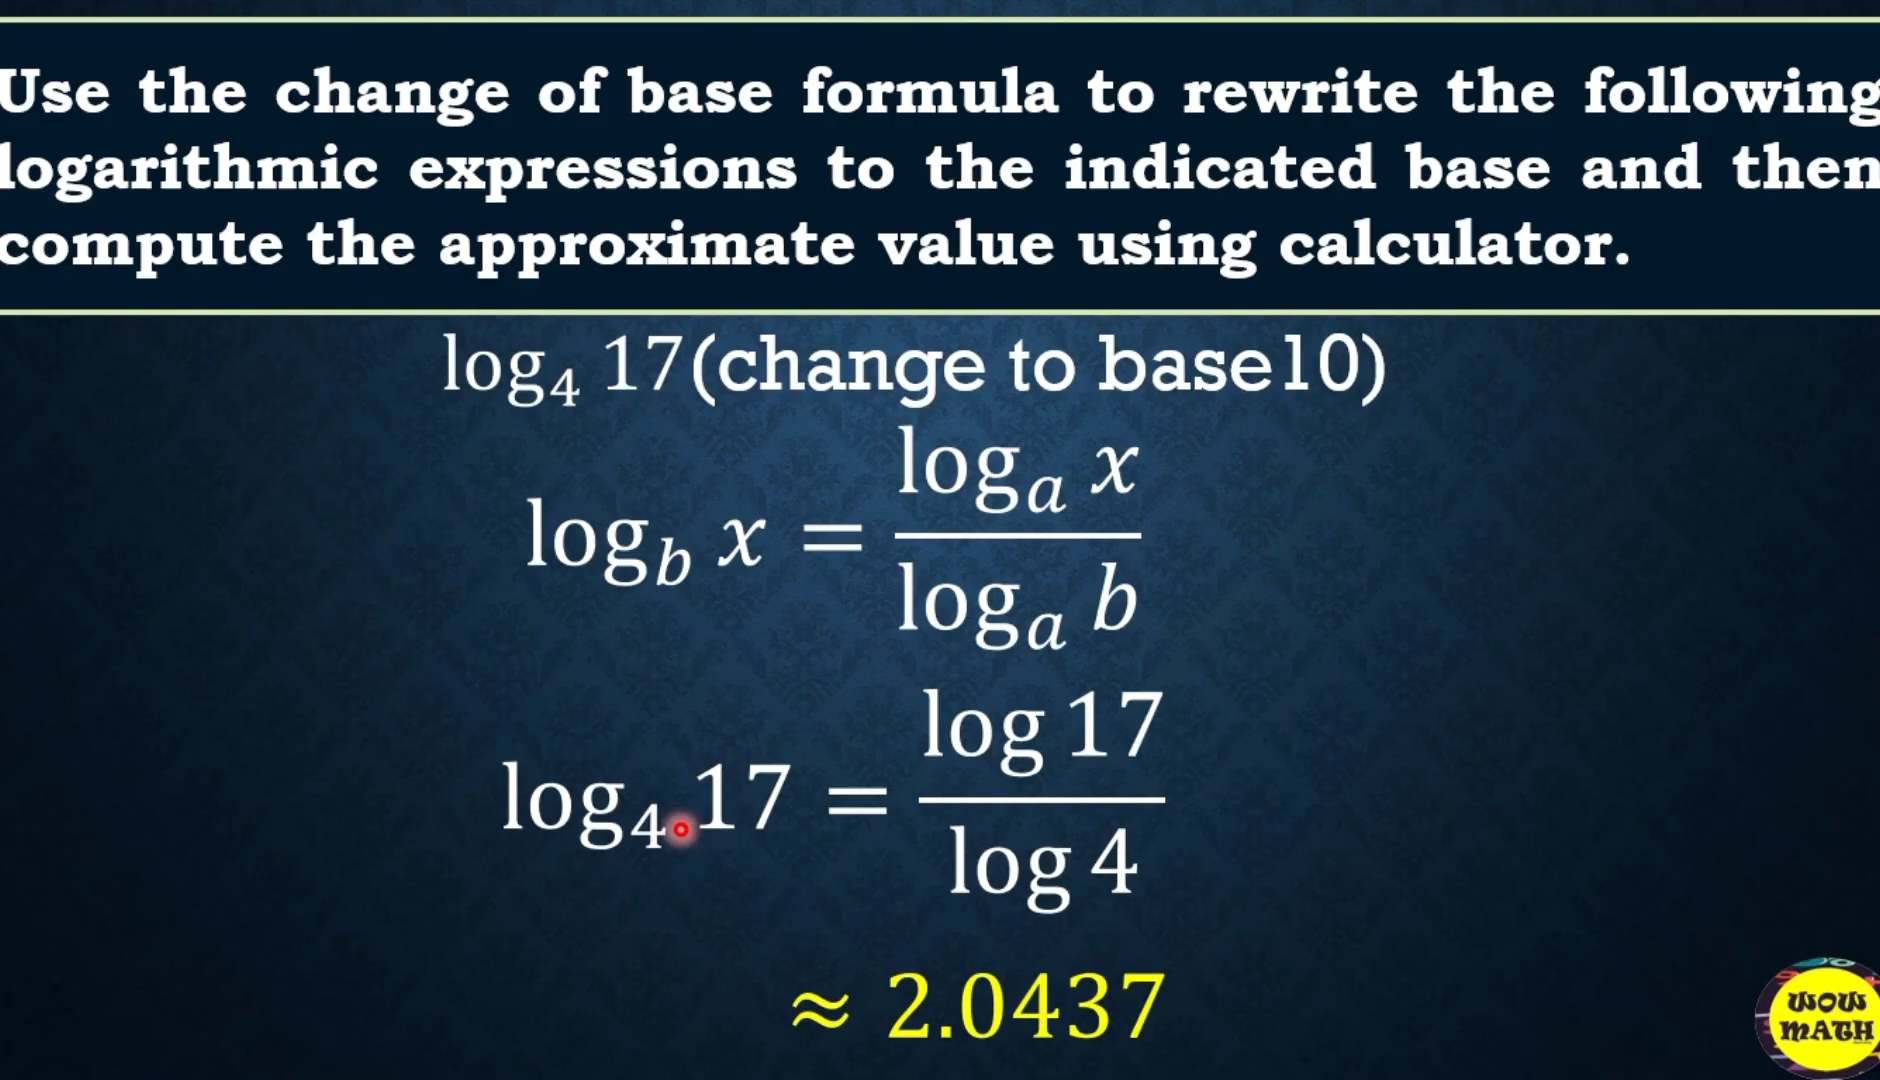 Use the change of base formula to rewrite the following
logarithmic expressions to the indicated base and then
compute the approximate value using calculator.
log₄ 17(change to base10)
log_b x = \frac{log_a x}{log_a b}
log₄ 17 = \frac{log 17}{log 4}
≈ 2.0437
WOW
MATH